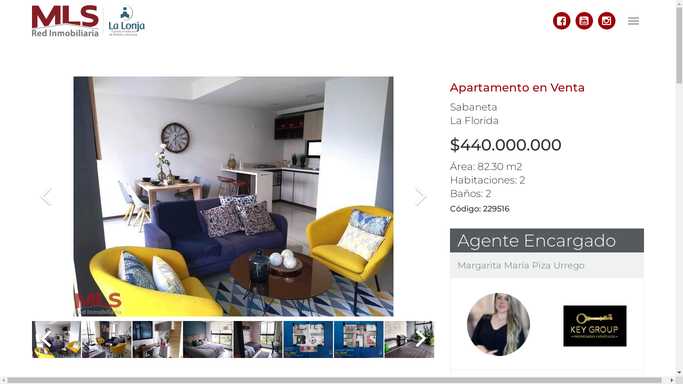 MLS
Red Inmobiliaria
La Lonja
Apartamento en Venta
Sabaneta
La Florida
$440.000.000
Área: 82.30 m2
Habitaciones: 2
Baños: 2
Código: 229516
Agente Encargado
Margarita María Piza Urrego
MLS
Red Inmobiliaria
KEY GROUP